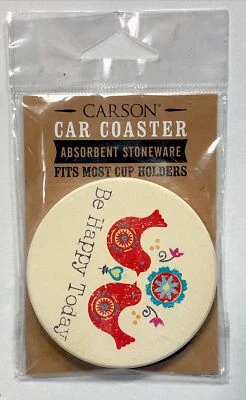 CARSON®
CAR COASTER
ABSORBENT STONEWARE
FITS MOST CUP HOLDERS
Be Happy Today